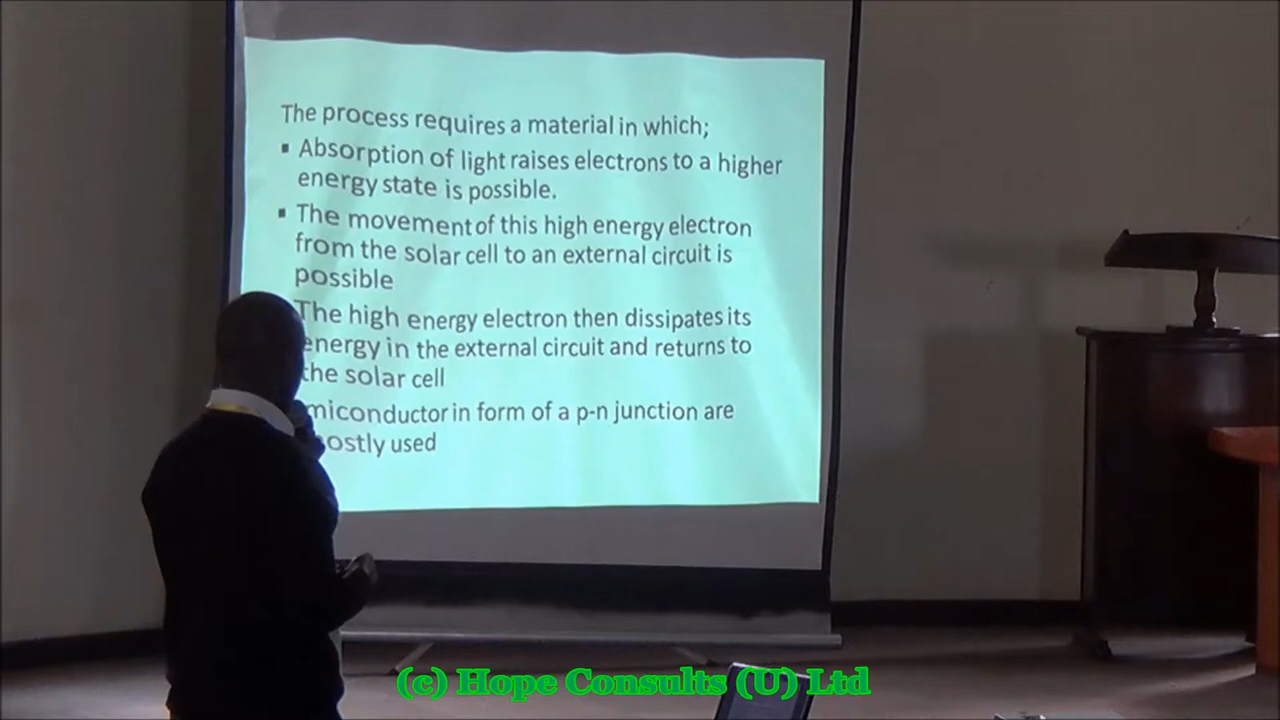 The process requires a material in which;
▪ Absorption of light raises electrons to a higher
energy state is possible.
▪ The movement of this high energy electron
from the solar cell to an external circuit is
possible
The high energy electron then dissipates its
energy in the external circuit and returns to
the solar cell
miconductor in form of a p-n junction are
ostly used
(c) Hope Consults (U) Ltd